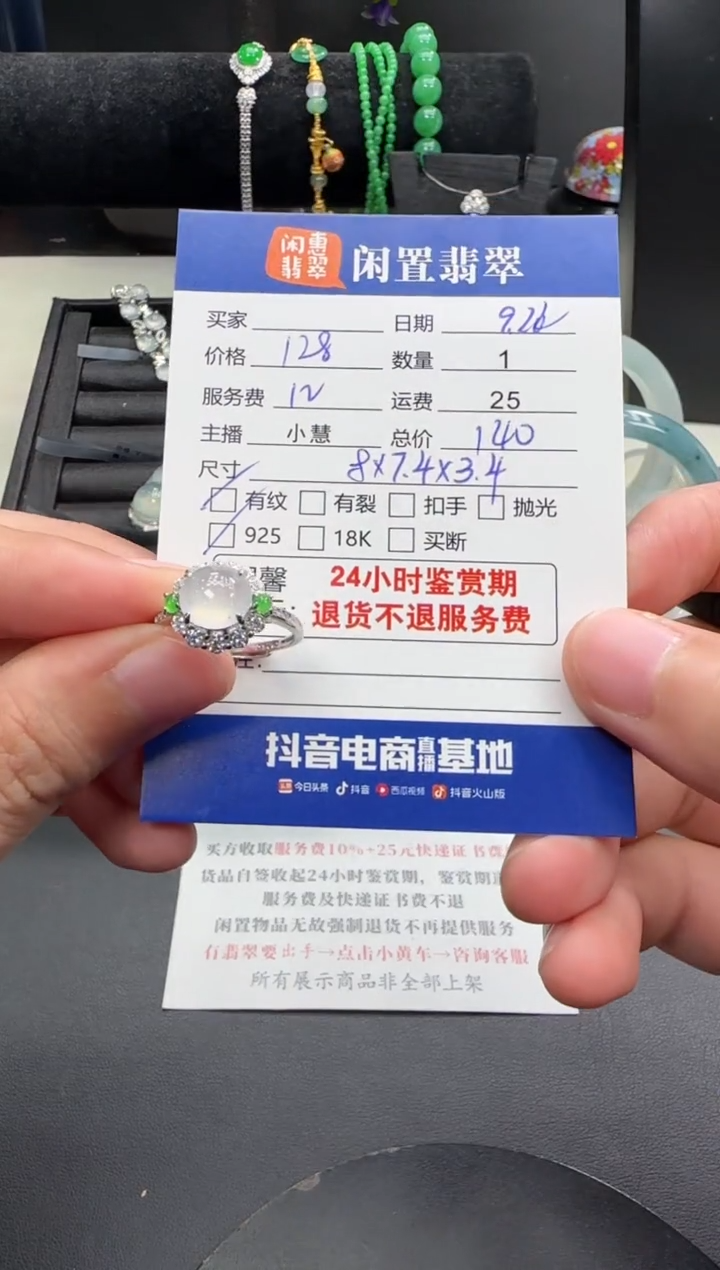 闲惠翡翠 闲置翡翠
买家 日期 9.26
价格 128 数量 1
服务费 12 运费 25
主播 小慧 总价 140
尺寸 8×7.4×3.4
有纹 有裂 扣手 抛光
925 18K 买断
馨 24小时鉴赏期
退货不退服务费
抖音电商直播基地
头条 今日头条 抖音 西瓜视频 抖音火山版
买方收取服务费10%+25元快递证书费
货品自签收起24小时鉴赏期，鉴赏期
服务费及快递证书费不退
闲置物品无故强制退货不再提供服务
有翡翠要出手→点击小黄车→咨询客服
所有展示商品非全部上架